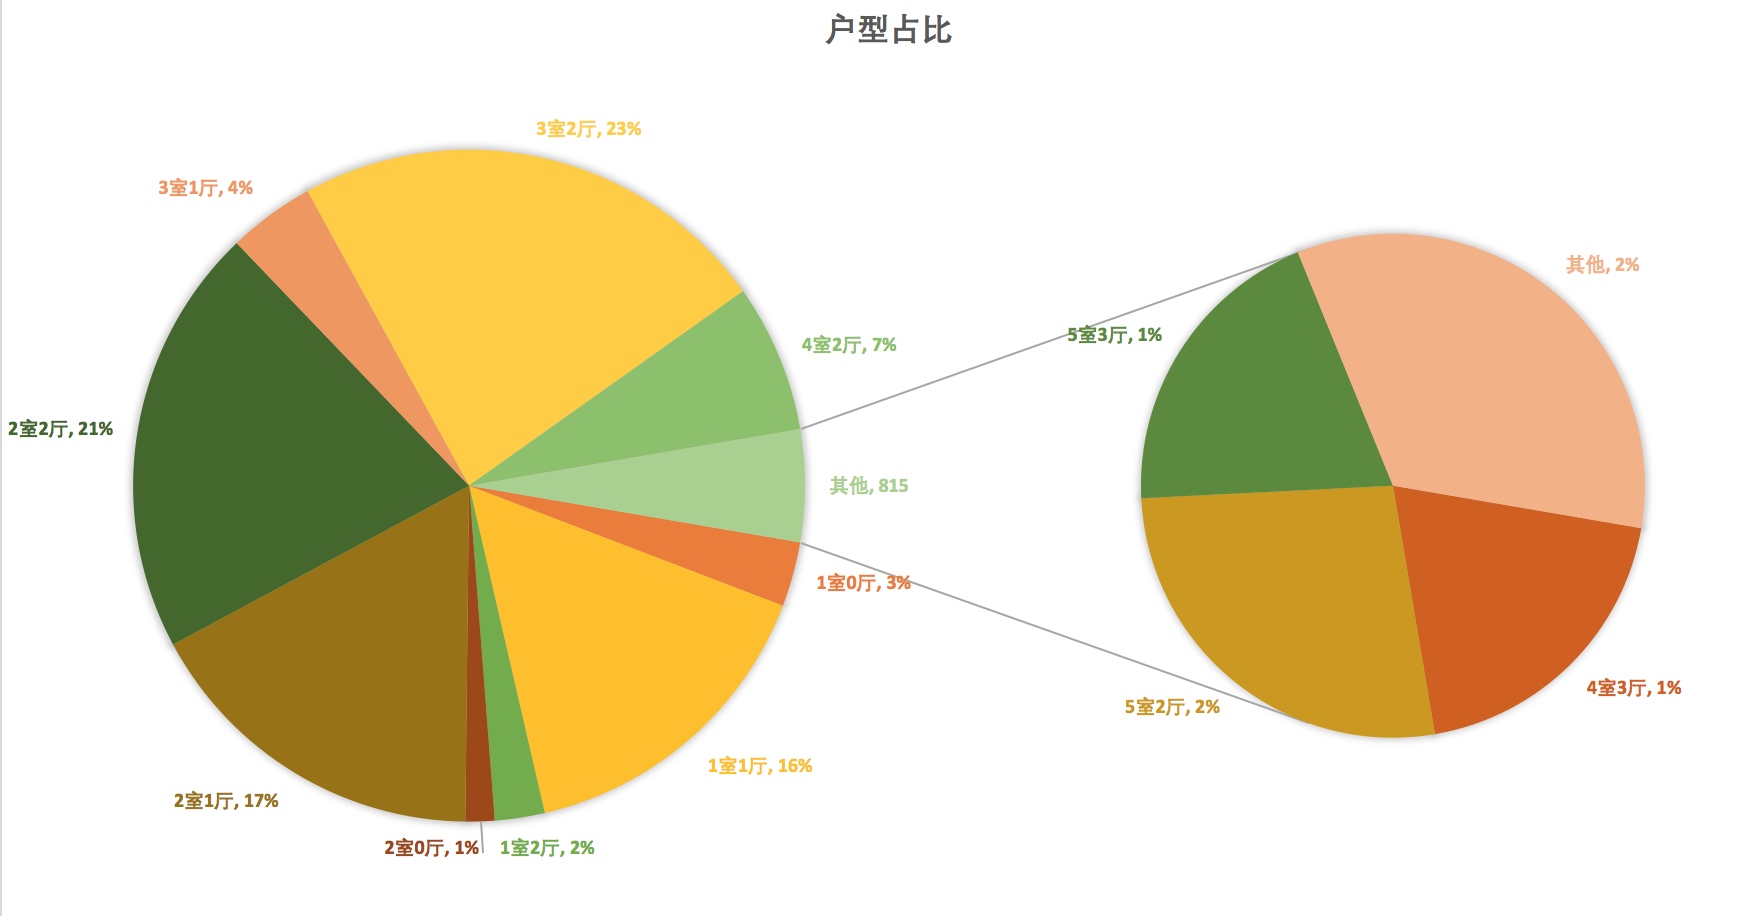 户型占比
3室2厅, 23%
3室1厅, 4%
其他, 2%
5室3厅, 1%
4室2厅, 7%
2室2厅, 21%
其他, 815
1室0厅, 3%
4室3厅, 1%
5室2厅, 2%
1室1厅, 16%
2室1厅, 17%
2室0厅, 1%
1室2厅, 2%